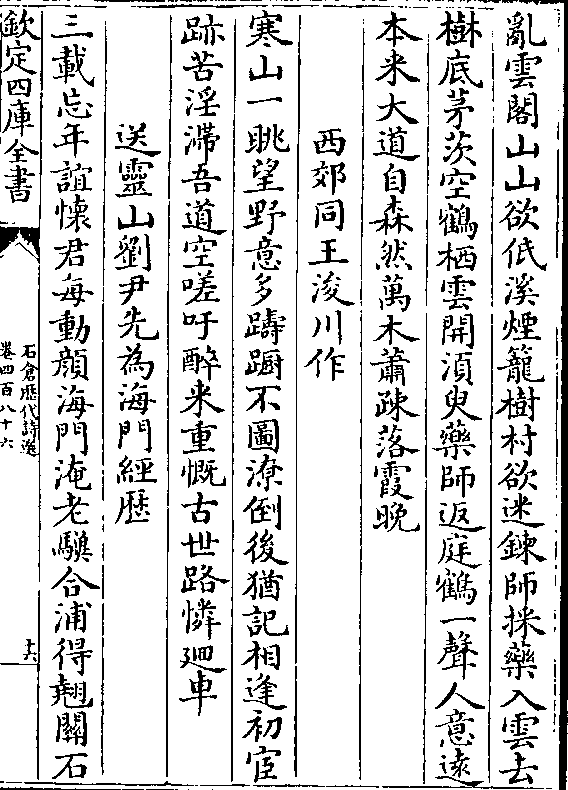 亂雲閣山山欲低溪煙籠樹村欲迷鍊師採藥入雲去
樹底茅茨空鶴栖雲開湏臾藥師返庭鶴一聲人意遠
本来大道自森然萬木蕭疎落霞晩
西郊同王浚川作
寒山一眺望野意多躊蹰不圖潦倒後猶記相逢初宦
跡苦淫滯吾道空嗟吁醉来重慨古世路憐廻車
送靈山劉尹先為海門經歴
三載忘年誼懐君每動顔海門淹老驥合浦得翹關石
欽定四庫全書
石倉歴代詩選
卷四百八十六
十六